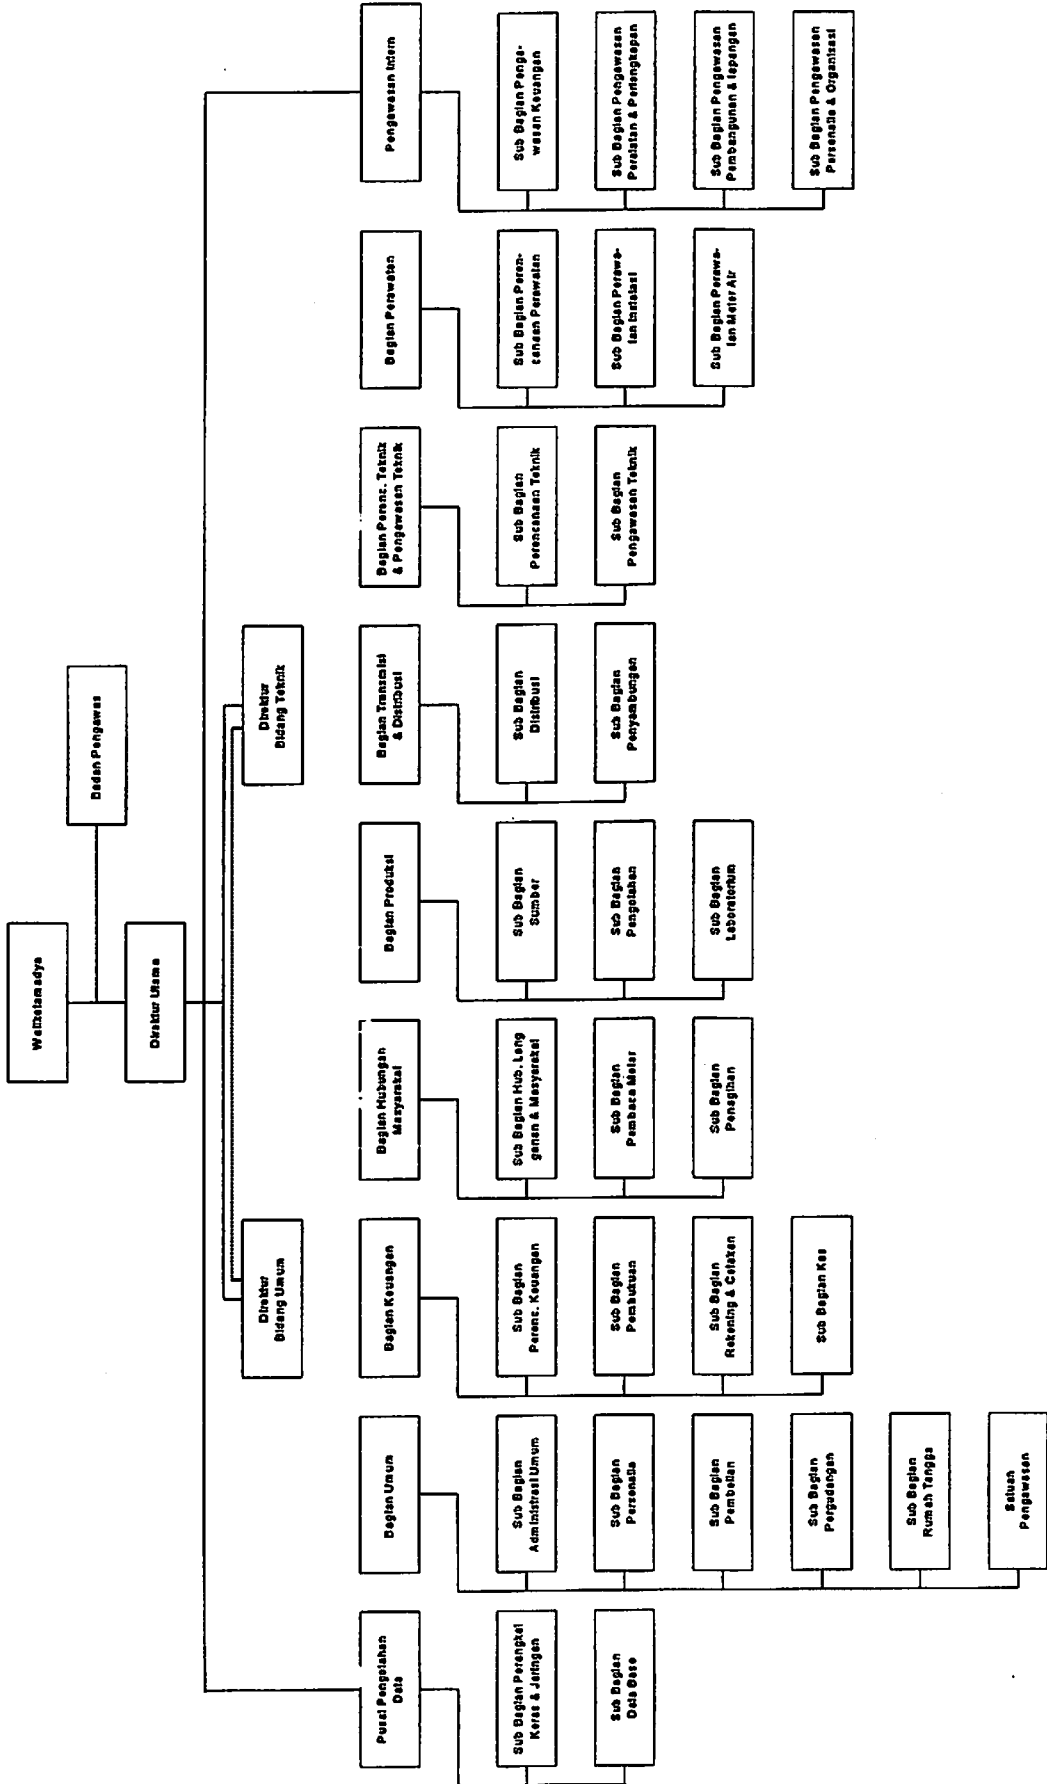 Walikotamadya
Badan Pengawas
Direktur Utama
Direktur
Bidang Umum
Direktur
Bidang Teknik
Pusat Pengolahan
Data
Sub Bagian Perangkat
Keras & Jaringan
Sub Bagian
Data Base
Bagian Umum
Sub Bagian
Administrasi Umum
Sub Bagian
Personalia
Sub Bagian
Pembelian
Sub Bagian
Pergudangan
Sub Bagian
Rumah Tangga
Satuan
Pengawasan
Bagian Keuangan
Sub Bagian
Perenc. Keuangan
Sub Bagian
Pembukuan
Sub Bagian
Rekening & Cetakan
Sub Bagian Kas
Bagian Hubungan
Masyarakat
Sub Bagian Hub. Lang
ganan & Masyarakat
Sub Bagian
Pembaca Meter
Sub Bagian
Penagihan
Bagian Produksi
Sub Bagian
Sumber
Sub Bagian
Pengolahan
Sub Bagian
Laboratorium
Bagian Transmisi
& Distribusi
Sub Bagian
Distribusi
Sub Bagian
Penyambungan
Bagian Perenc. Teknik
& Pengawasan Teknik
Sub Bagian
Perencanaan Teknik
Sub Bagian
Pengawasan Teknik
Bagian Perawatan
Sub Bagian Peren-
canaan Perawatan
Sub Bagian Perawa-
tan Instalasi
Sub Bagian Perawa-
tan Meter Air
Pengawasan Intern
Sub Bagian Penga-
wasan Keuangan
Sub Bagian Pengawasan
Peralatan & Perlengkapan
Sub Bagian Pengawasan
Pembangunan & lapangan
Sub Bagian Pengawasan
Personalia & Organisasi